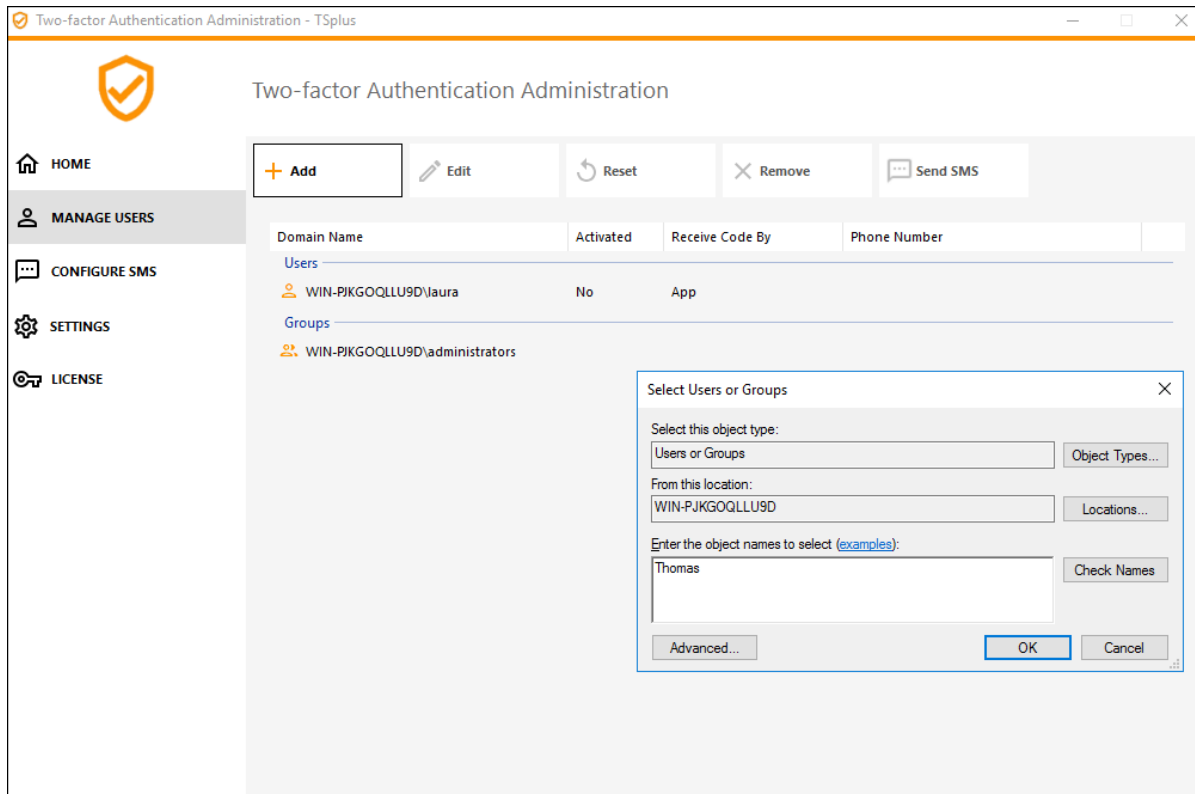 Two-factor Authentication Administration - TSplus
Two-factor Authentication Administration
HOME
MANAGE USERS
CONFIGURE SMS
SETTINGS
LICENSE
Add Edit Reset Remove Send SMS
Domain Name Activated Receive Code By Phone Number
Users
WIN-PJKGOQLLU9D\laura No App
Groups
WIN-PJKGOQLLU9D\administrators
Select Users or Groups
Select this object type:
Users or Groups Object Types...
From this location:
WIN-PJKGOQLLU9D Locations...
Enter the object names to select (examples):
Thomas Check Names
Advanced... OK Cancel